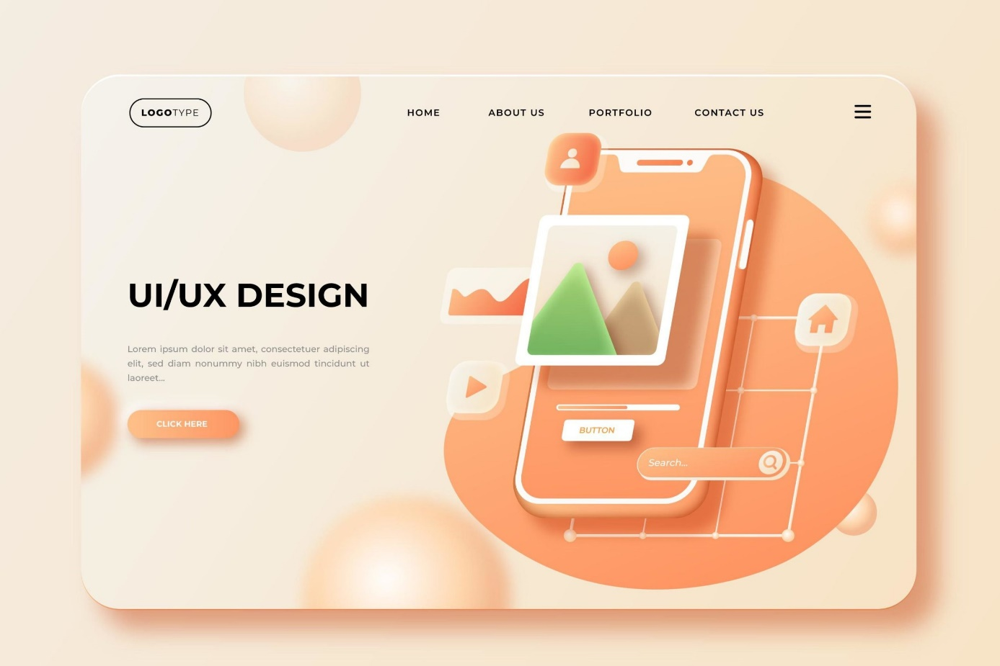 LOGOTYPE
HOME
ABOUT US
PORTFOLIO
CONTACT US
UI/UX DESIGN
Lorem ipsum dolor sit amet, consectetuer adipiscing
elit, sed diam nonummy nibh euismod tincidunt ut
laoreet...
CLICK HERE
BUTTON
Search...